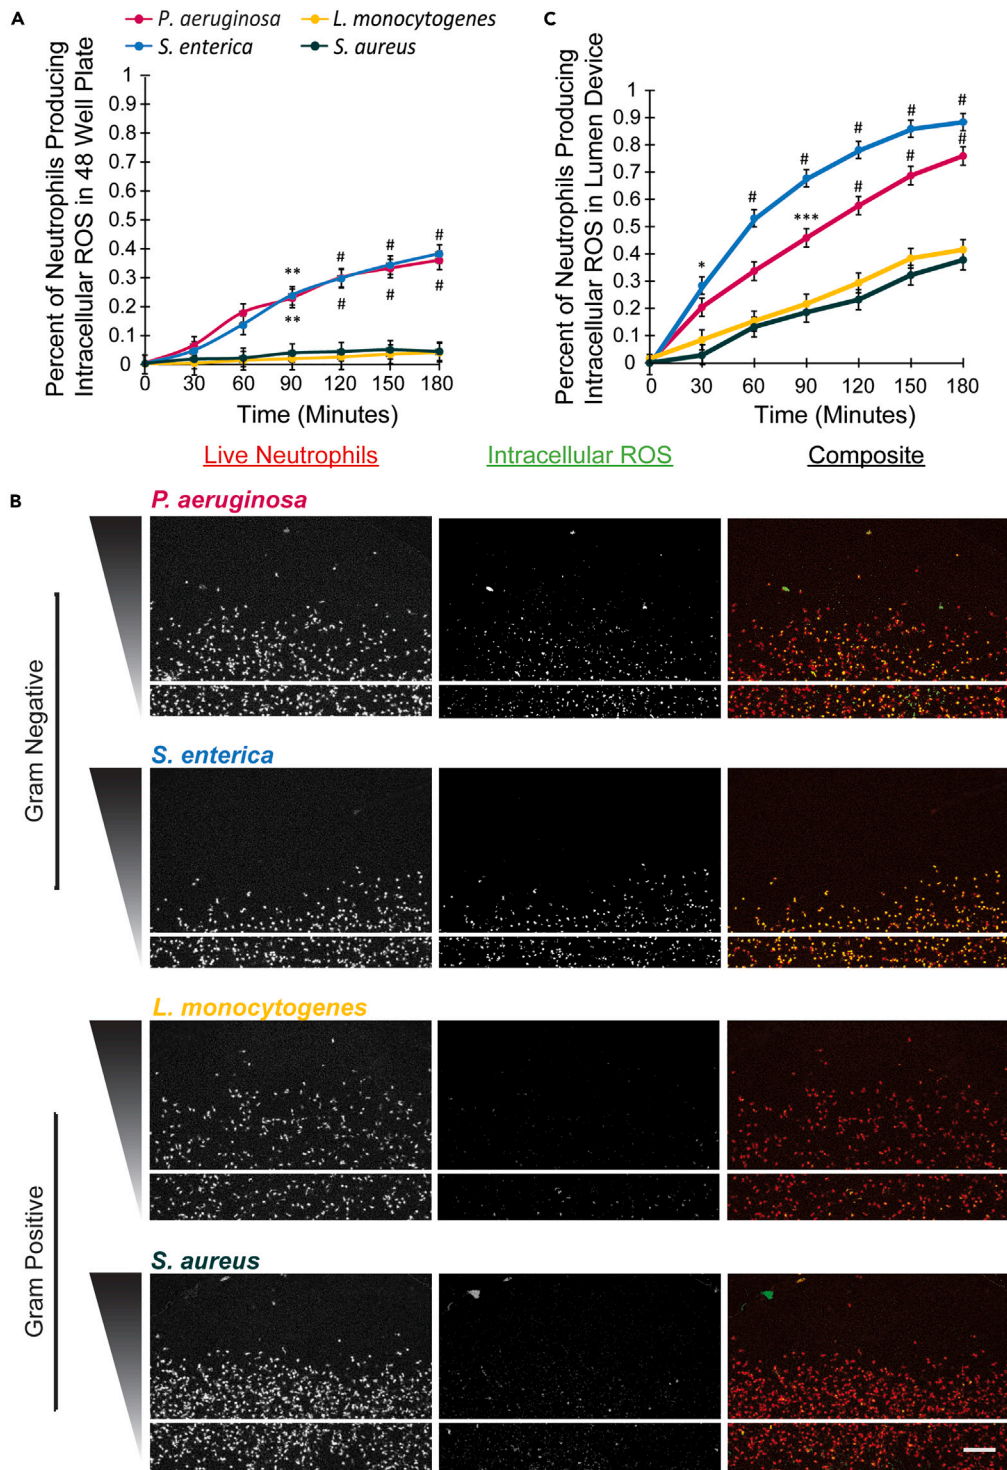 A
P. aeruginosa
L. monocytogenes
S. enterica
S. aureus
Percent of Neutrophils Producing
Intracellular ROS in 48 Well Plate
1
0.9
0.8
0.7
0.6
0.5
0.4
0.3
0.2
0.1
0
** # # #
** # # #
0 30 60 90 120 150 180
Time (Minutes)
C
Percent of Neutrophils Producing
Intracellular ROS in Lumen Device
1
0.9
0.8
0.7
0.6
0.5
0.4
0.3
0.2
0.1
0
* # # # # #
*** # # #
0 30 60 90 120 150 180
Time (Minutes)
Live Neutrophils
Intracellular ROS
Composite
B
Gram Negative
P. aeruginosa
S. enterica
Gram Positive
L. monocytogenes
S. aureus